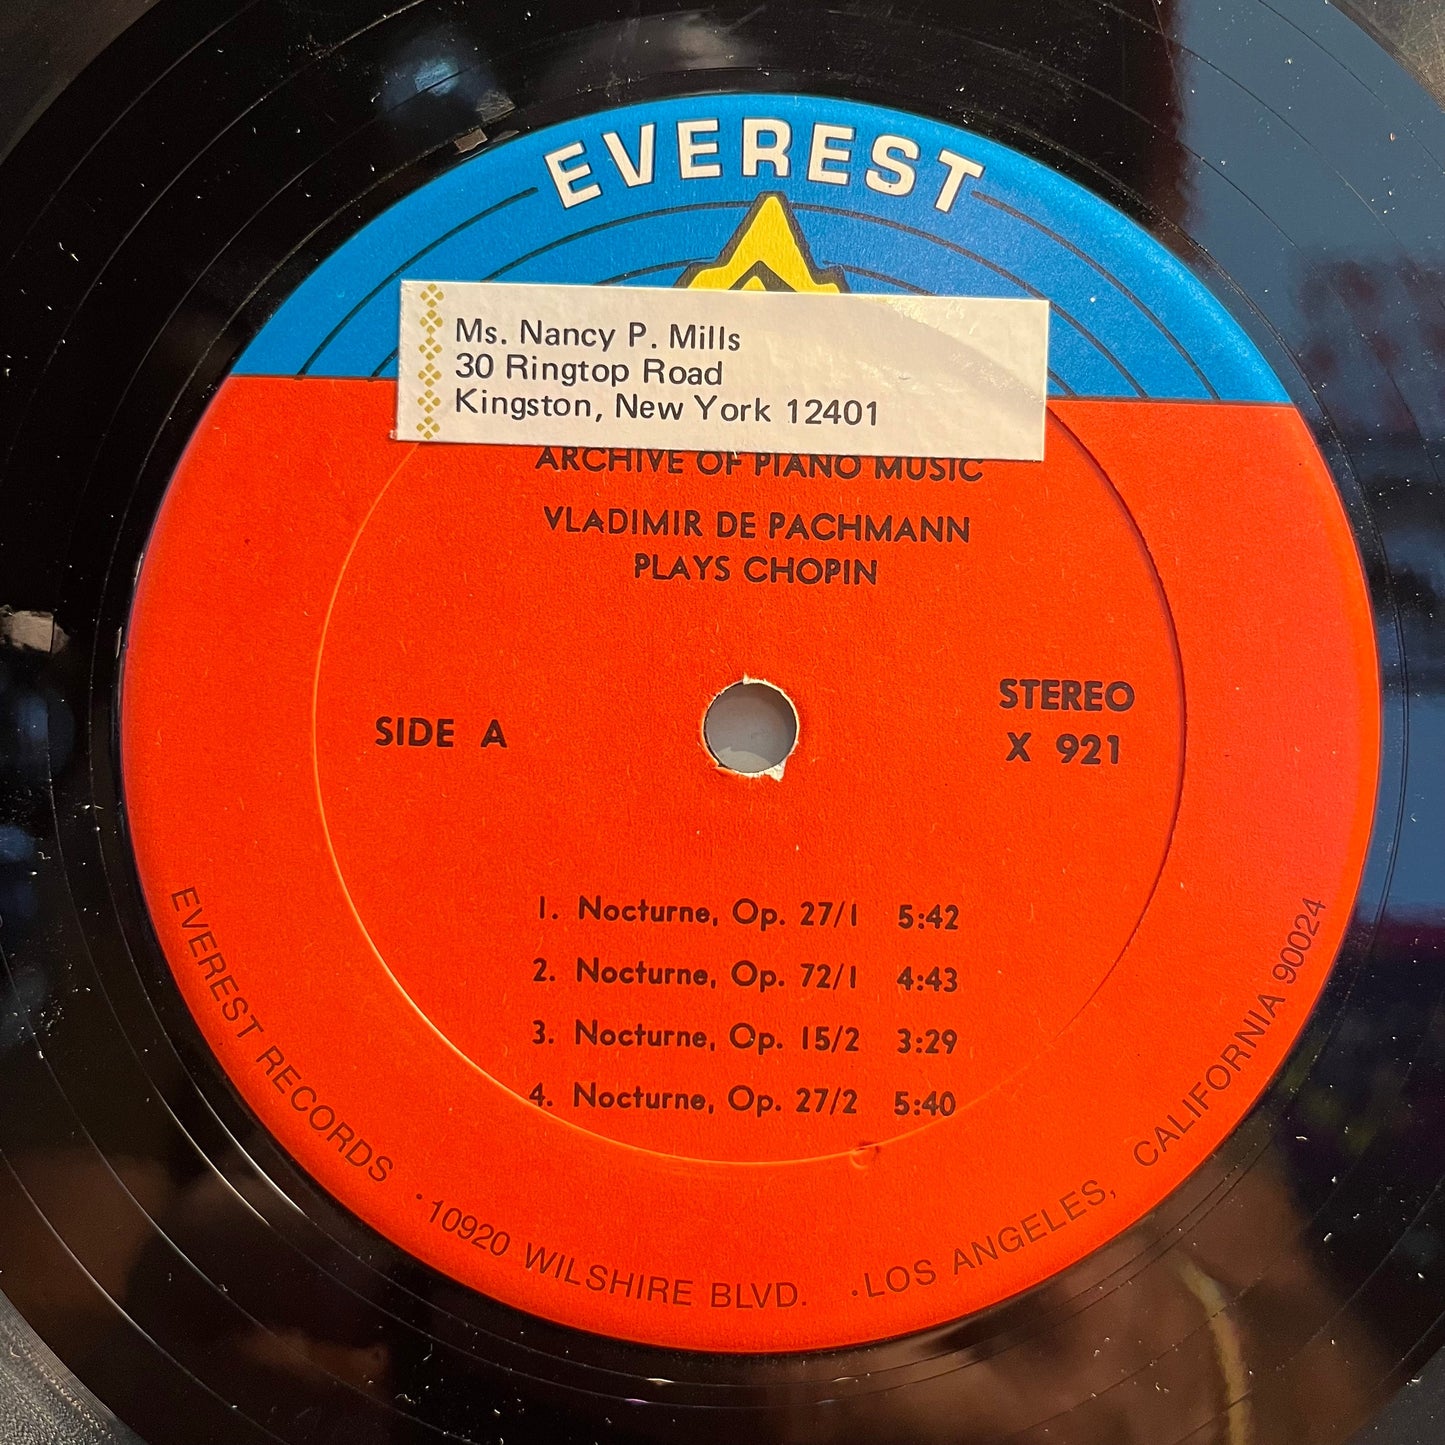 EVEREST
Ms. Nancy P. Mills
30 Ringtop Road
Kingston, New York 12401
ARCHIVE OF PIANO MUSIC
VLADIMIR DE PACHMANN
PLAYS CHOPIN
SIDE A
STEREO
X 921
1. Nocturne, Op. 27/1 5:42
2. Nocturne, Op. 72/1 4:43
3. Nocturne, Op. 15/2 3:29
4. Nocturne, Op. 27/2 5:40
EVEREST RECORDS · 10920 WILSHIRE BLVD. · LOS ANGELES, CALIFORNIA 90024